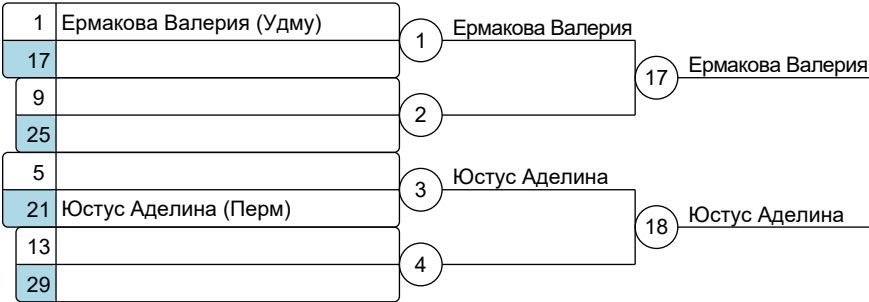 1 Ермакова Валерия (Удму)
1 Ермакова Валерия
17
17 Ермакова Валерия
9
2
25
5
3 Юстус Аделина
21 Юстус Аделина (Перм)
18 Юстус Аделина
13
4
29